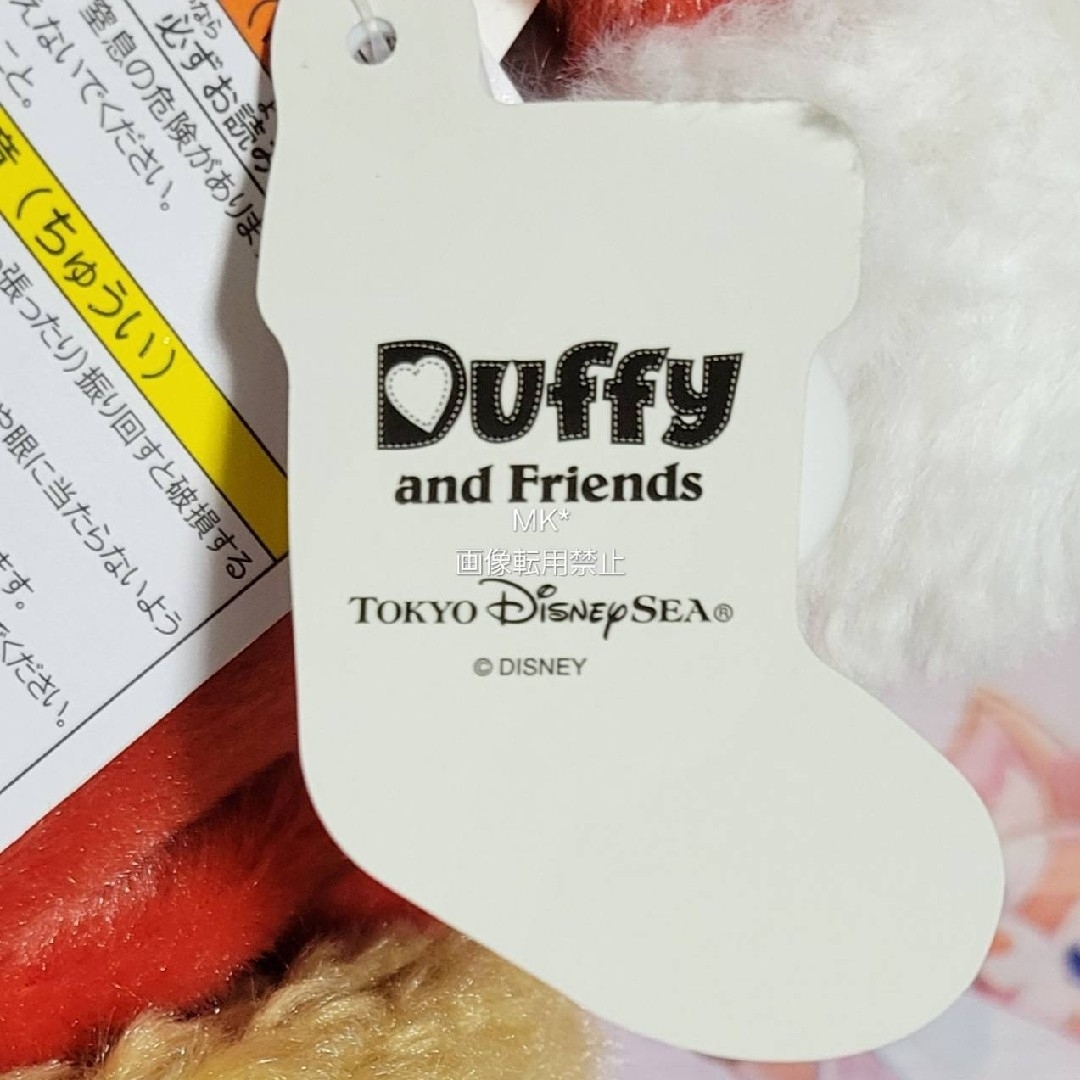 必ずお読み
なら
えないでください。
窒息の危険がありま
こと。
(ちゅうい)
張ったり)振り回すと破損する
や眼に当たらないよう
ます。
ください。
Duffy
and Friends
MK*
画像転用禁止
TOKYO DISNEYSEA®
© DISNEY